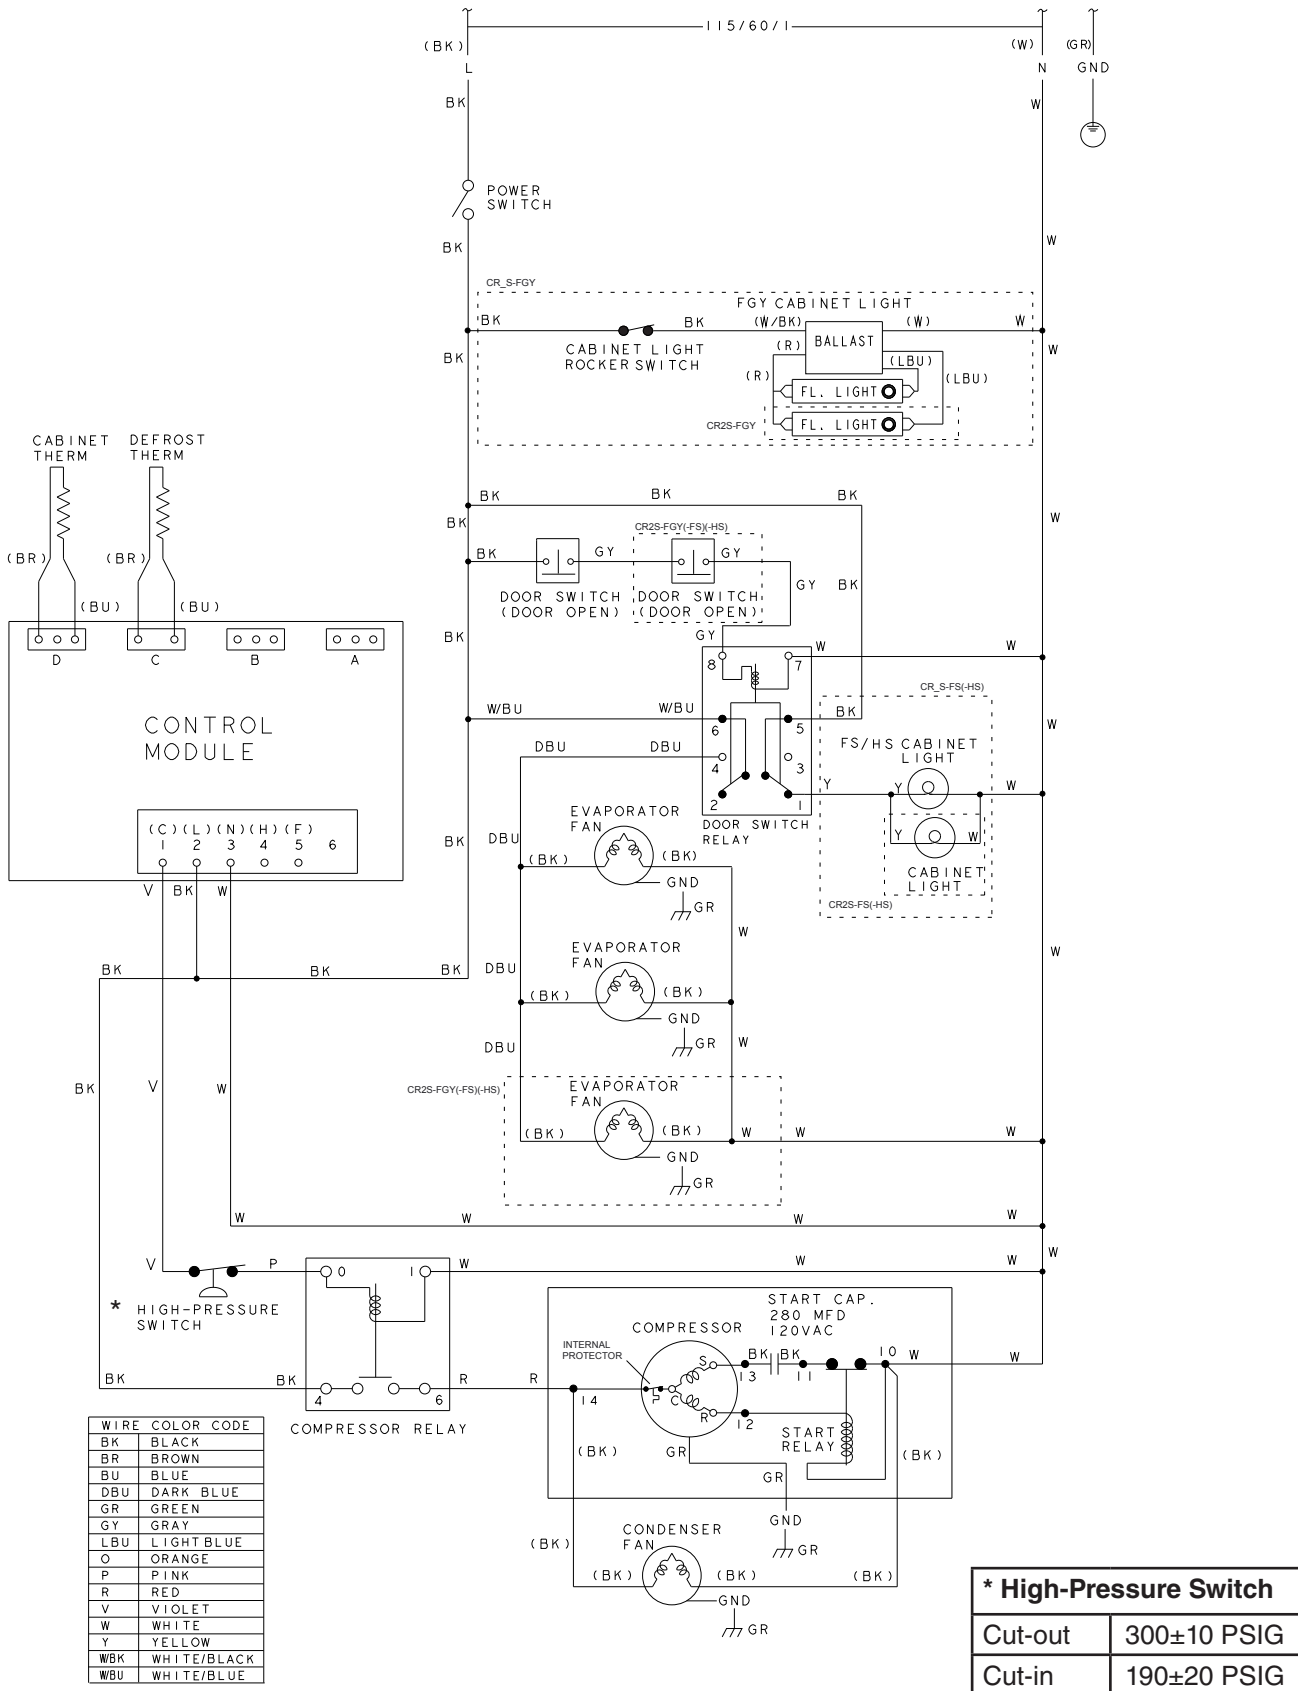 115/60/1
(BK)
(W)
(GR)
L
N
GND
BK
W
POWER
SWITCH
BK
W
CR_S-FGY
FGY CABINET LIGHT
BK
BK
(W/BK)
(W)
W
BALLAST
CABINET LIGHT
ROCKER SWITCH
(R)
(LBU)
BK
W
(R)
(LBU)
FL. LIGHT
CR2S-FGY
FL. LIGHT
CABINET
THERM
DEFROST
THERM
BK
BK
BK
BK
W
CR2S-FGY(-FS)(-HS)
(BR)
(BR)
BK
GY
GY
GY
BK
DOOR SWITCH
(DOOR OPEN)
DOOR SWITCH
(DOOR OPEN)
(BU)
(BU)
BK
GY
W
D
C
B
A
8
7
CR_S-FS(-HS)
CONTROL
MODULE
W/BU
W/BU
6
5
BK
W
DBU
DBU
4
3
FS/HS CABINET
LIGHT
2
1
Y
Y
W
DOOR SWITCH
RELAY
EVAPORATOR
FAN
(C) (L) (N) (H) (F)
1 2 3 4 5 6
BK
DBU
(BK)
(BK)
Y
W
CABINET
LIGHT
CR2S-FS(-HS)
GND
GR
V
BK
W
W
EVAPORATOR
FAN
W
BK
BK
BK
DBU
(BK)
(BK)
GND
GR
DBU
W
BK
V
W
CR2S-FGY(-FS)(-HS)
EVAPORATOR
FAN
(BK)
(BK)
W
W
W
GND
GR
W
W
W
W
W
V
P
0
1
W
W
W
* HIGH-PRESSURE
SWITCH
START CAP.
280 MFD
120VAC
COMPRESSOR
INTERNAL
PROTECTOR
S
BK
BK
10
W
W
13
11
BK
BK
4
6
R
R
14
C
R
12
COMPRESSOR RELAY
START
RELAY
(BK)
GR
GR
(BK)
GND
GR
CONDENSER
FAN
(BK)
(BK)
(BK)
(BK)
GND
GR
WIRE COLOR CODE
BK BLACK
BR BROWN
BU BLUE
DBU DARK BLUE
GR GREEN
GY GRAY
LBU LIGHT BLUE
O ORANGE
P PINK
R RED
V VIOLET
W WHITE
Y YELLOW
W/BK WHITE/BLACK
W/BU WHITE/BLUE
* High-Pressure Switch
Cut-out 300±10 PSIG
Cut-in 190±20 PSIG